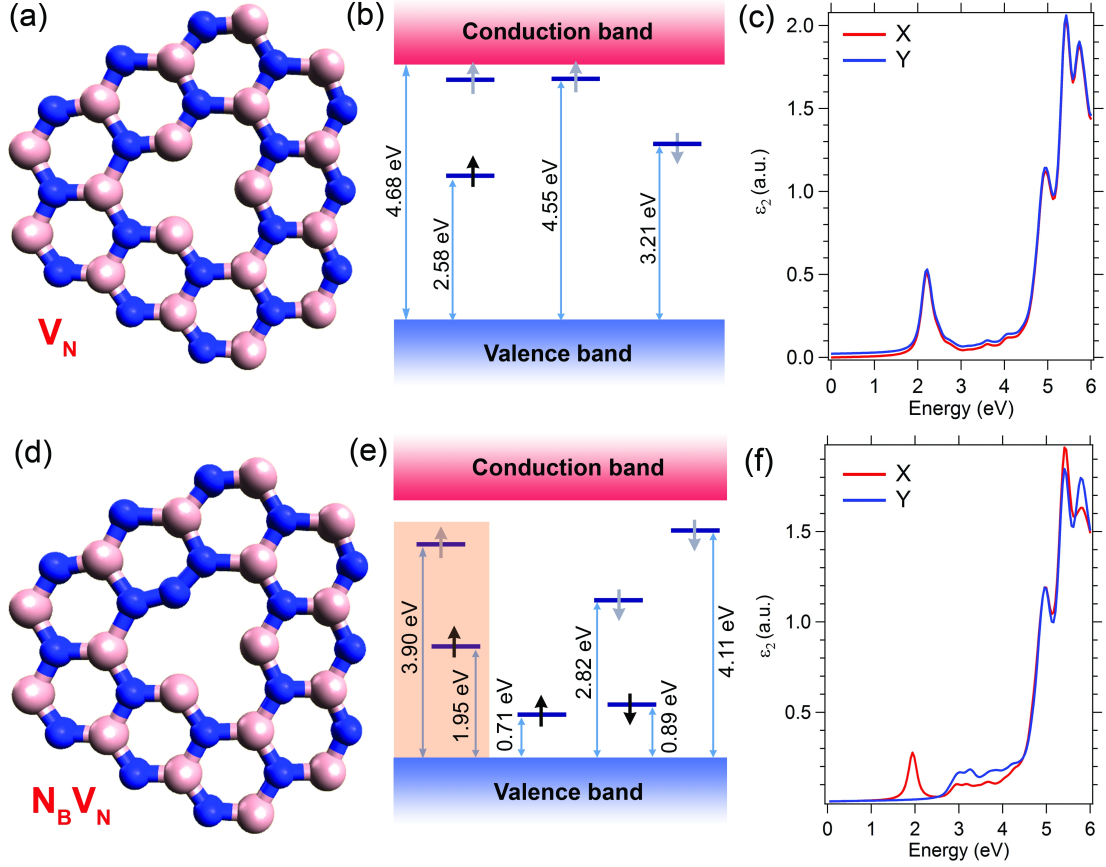 (a)
V_N
(b)
Conduction band
4.68 eV
2.58 eV
4.55 eV
3.21 eV
Valence band
(c)
X
Y
ε₂ (a.u.)
2.0
1.5
1.0
0.5
0.0
0 1 2 3 4 5 6
Energy (eV)
(d)
N_BV_N
(e)
Conduction band
3.90 eV
1.95 eV
0.71 eV
2.82 eV
0.89 eV
4.11 eV
Valence band
(f)
X
Y
ε₂ (a.u.)
1.5
1.0
0.5
0 1 2 3 4 5 6
Energy (eV)